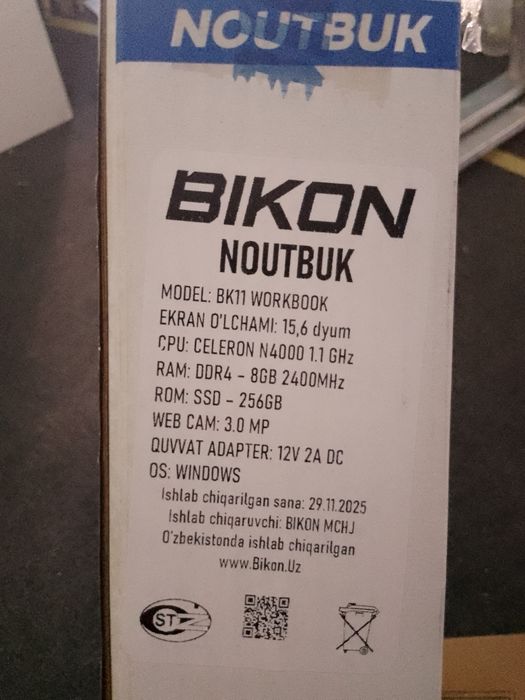 NOUTBUK
BIKON
NOUTBUK
MODEL: BK11 WORKBOOK
EKRAN O'LCHAMI: 15,6 dyum
CPU: CELERON N4000 1.1 GHz
RAM: DDR4 - 8GB 2400MHz
ROM: SSD - 256GB
WEB CAM: 3.0 MP
QUVVAT ADAPTER: 12V 2A DC
OS: WINDOWS
Ishlab chiqarilgan sana: 29.11.2025
Ishlab chiqaruvchi: BIKON MCHJ
O'zbekistonda ishlab chiqarilgan
www.Bikon.Uz
ST